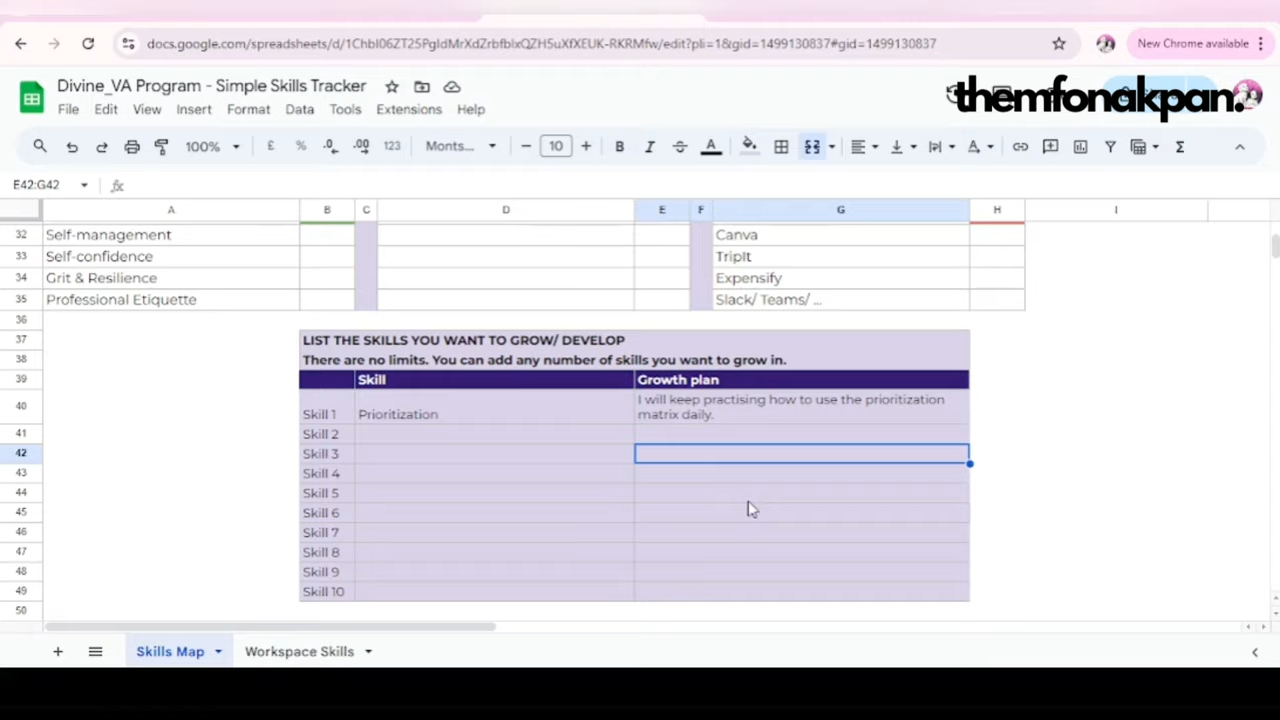 docs.google.com/spreadsheets/d/1ChbI06ZT25PgIdMrXdZrbfbIxQZH5uXfXEUK-RKRMfw/edit?pli=1&gid=1499130837#gid=1499130837
New Chrome available
Divine_VA Program - Simple Skills Tracker
themfonakpan.
File Edit View Insert Format Data Tools Extensions Help
100% £ % .0 .00 123 Monts... 10 B I A A Σ
E42:G42 fx
A B C D E F G H I
32 Self-management Canva
33 Self-confidence TripIt
34 Grit & Resilience Expensify
35 Professional Etiquette Slack/ Teams/ ...
36
37 LIST THE SKILLS YOU WANT TO GROW/ DEVELOP
38 There are no limits. You can add any number of skills you want to grow in.
39 Skill Growth plan
I will keep practising how to use the prioritization
40 Skill 1 Prioritization matrix daily.
41 Skill 2
42 Skill 3
43 Skill 4
44 Skill 5
45 Skill 6
46 Skill 7
47 Skill 8
48 Skill 9
49 Skill 10
50
Skills Map Workspace Skills